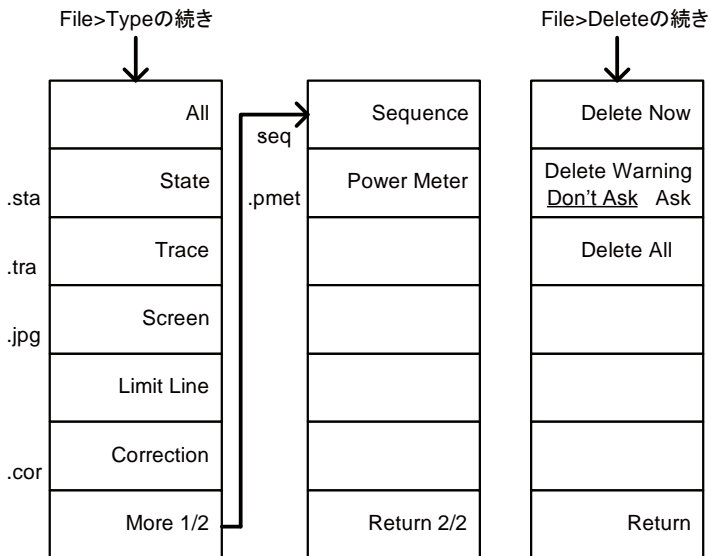 File>Typeの続き
All
State
.sta
Trace
.tra
Screen
.jpg
Limit Line
Correction
.cor
More 1/2
seq
Sequence
Power Meter
.pmet
Return 2/2
File>Deleteの続き
Delete Now
Delete Warning
Don't Ask Ask
Delete All
Return